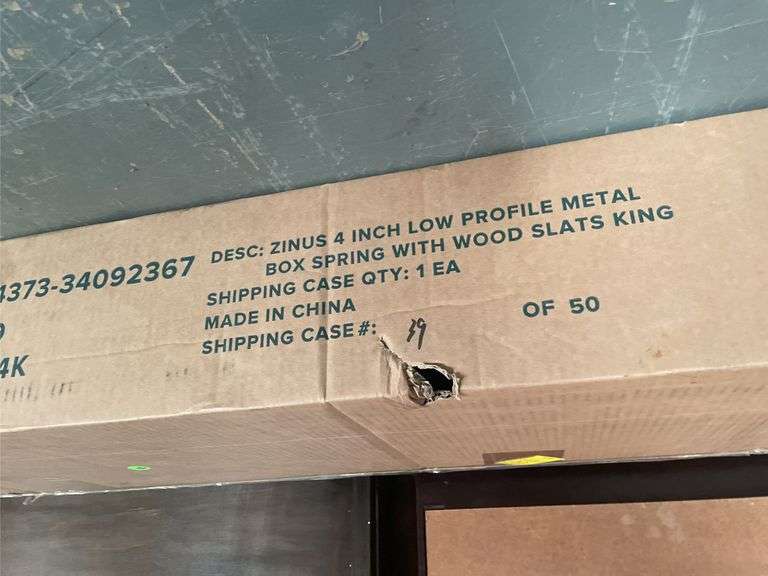 4373-34092367
4K
DESC: ZINUS 4 INCH LOW PROFILE METAL
BOX SPRING WITH WOOD SLATS KING
SHIPPING CASE QTY: 1 EA
MADE IN CHINA
SHIPPING CASE #: 39 OF 50